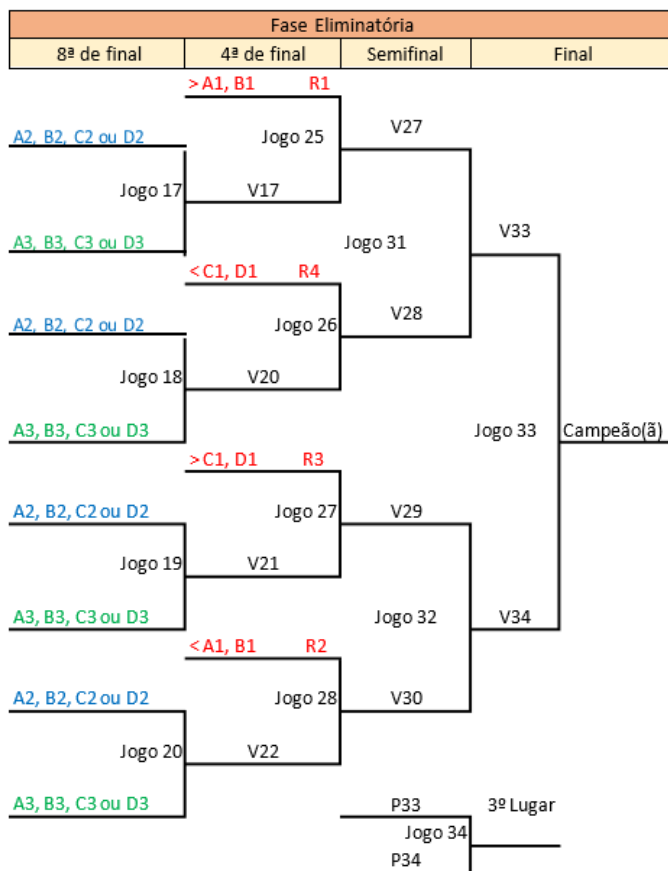 Fase Eliminatória
8ª de final 4ª de final Semifinal Final
> A1, B1 R1
V27
A2, B2, C2 ou D2 Jogo 25
Jogo 17 V17
V33
A3, B3, C3 ou D3 Jogo 31
< C1, D1 R4
A2, B2, C2 ou D2 Jogo 26 V28
Jogo 18 V20
A3, B3, C3 ou D3 Jogo 33 Campeão(ã)
> C1, D1 R3
A2, B2, C2 ou D2 Jogo 27 V29
Jogo 19 V21
A3, B3, C3 ou D3 Jogo 32 V34
< A1, B1 R2
A2, B2, C2 ou D2 Jogo 28 V30
Jogo 20 V22
A3, B3, C3 ou D3 P33 3º Lugar
Jogo 34
P34